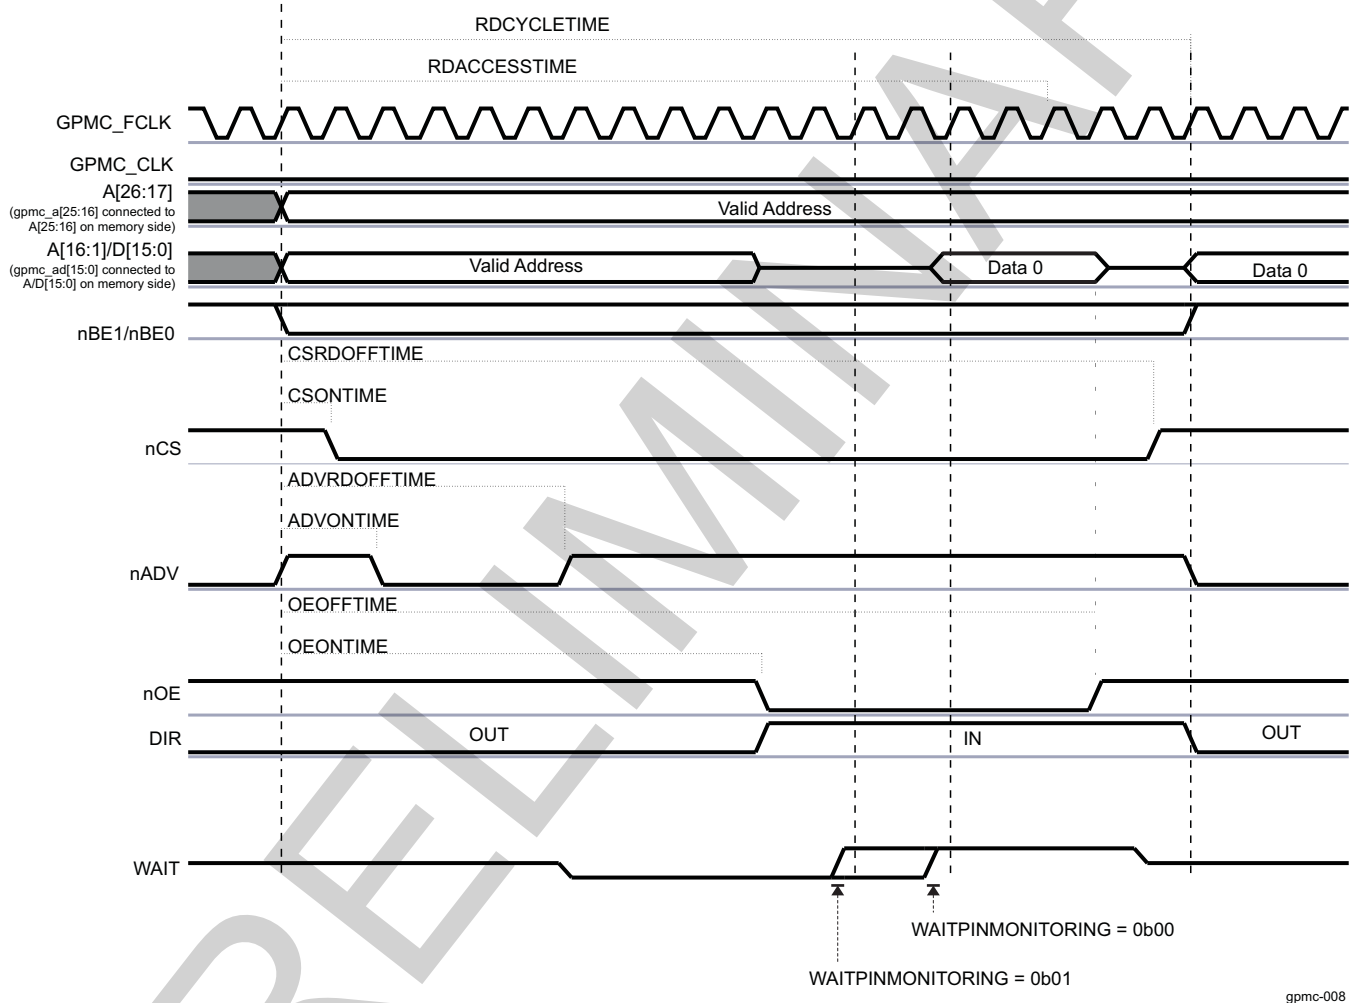 RDCYCLETIME
RDACCESSTIME
GPMC_FCLK
GPMC_CLK
A[26:17]
(gpmc_a[25:16] connected to
A[25:16] on memory side)
Valid Address
A[16:1]/D[15:0]
(gpmc_ad[15:0] connected to
A/D[15:0] on memory side)
Valid Address
Data 0
Data 0
nBE1/nBE0
CSRDOFFTIME
CSONTIME
nCS
ADVRDOFFTIME
ADVONTIME
nADV
OEOFFTIME
OEONTIME
nOE
DIR
OUT
IN
OUT
WAIT
WAITPINMONITORING = 0b00
WAITPINMONITORING = 0b01
gpmc-008